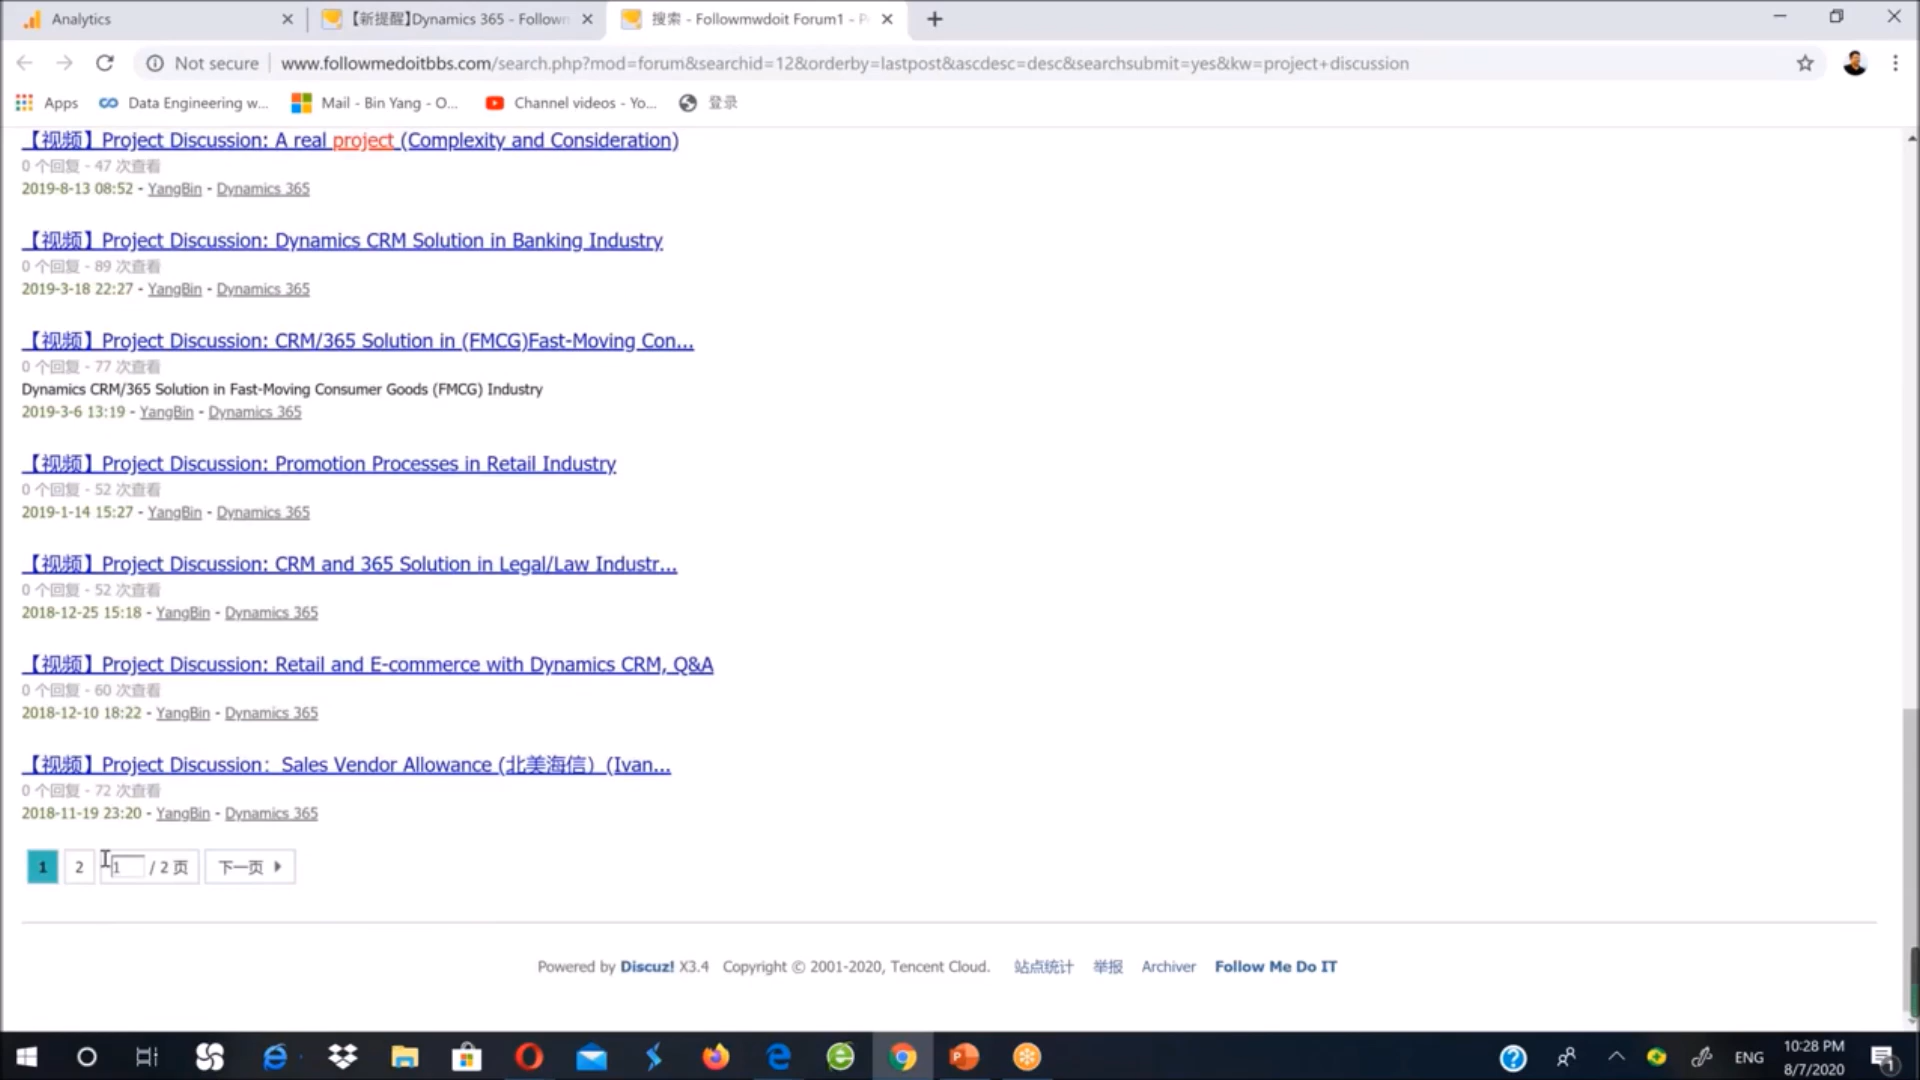 Analytics
【新提醒】Dynamics 365 - Follown
搜索 - Followmwdoit Forum1 - P
Not secure
www.followmedoitbbs.com/search.php?mod=forum&searchid=12&orderby=lastpost&ascdesc=desc&searchsubmit=yes&kw=project+discussion
Apps
Data Engineering w...
Mail - Bin Yang - O...
Channel videos - Yo...
登录
【视频】Project Discussion: A real project (Complexity and Consideration)
0 个回复 - 47 次查看
2019-8-13 08:52 - YangBin - Dynamics 365
【视频】Project Discussion: Dynamics CRM Solution in Banking Industry
0 个回复 - 89 次查看
2019-3-18 22:27 - YangBin - Dynamics 365
【视频】Project Discussion: CRM/365 Solution in (FMCG)Fast-Moving Con...
0 个回复 - 77 次查看
Dynamics CRM/365 Solution in Fast-Moving Consumer Goods (FMCG) Industry
2019-3-6 13:19 - YangBin - Dynamics 365
【视频】Project Discussion: Promotion Processes in Retail Industry
0 个回复 - 52 次查看
2019-1-14 15:27 - YangBin - Dynamics 365
【视频】Project Discussion: CRM and 365 Solution in Legal/Law Industr...
0 个回复 - 52 次查看
2018-12-25 15:18 - YangBin - Dynamics 365
【视频】Project Discussion: Retail and E-commerce with Dynamics CRM, Q&A
0 个回复 - 60 次查看
2018-12-10 18:22 - YangBin - Dynamics 365
【视频】Project Discussion：Sales Vendor Allowance (北美海信）(Ivan...
0 个回复 - 72 次查看
2018-11-19 23:20 - YangBin - Dynamics 365
1 2 1 / 2 页 下一页
Powered by Discuz! X3.4 Copyright © 2001-2020, Tencent Cloud. 站点统计 举报 Archiver Follow Me Do IT
ENG
10:28 PM
8/7/2020
1